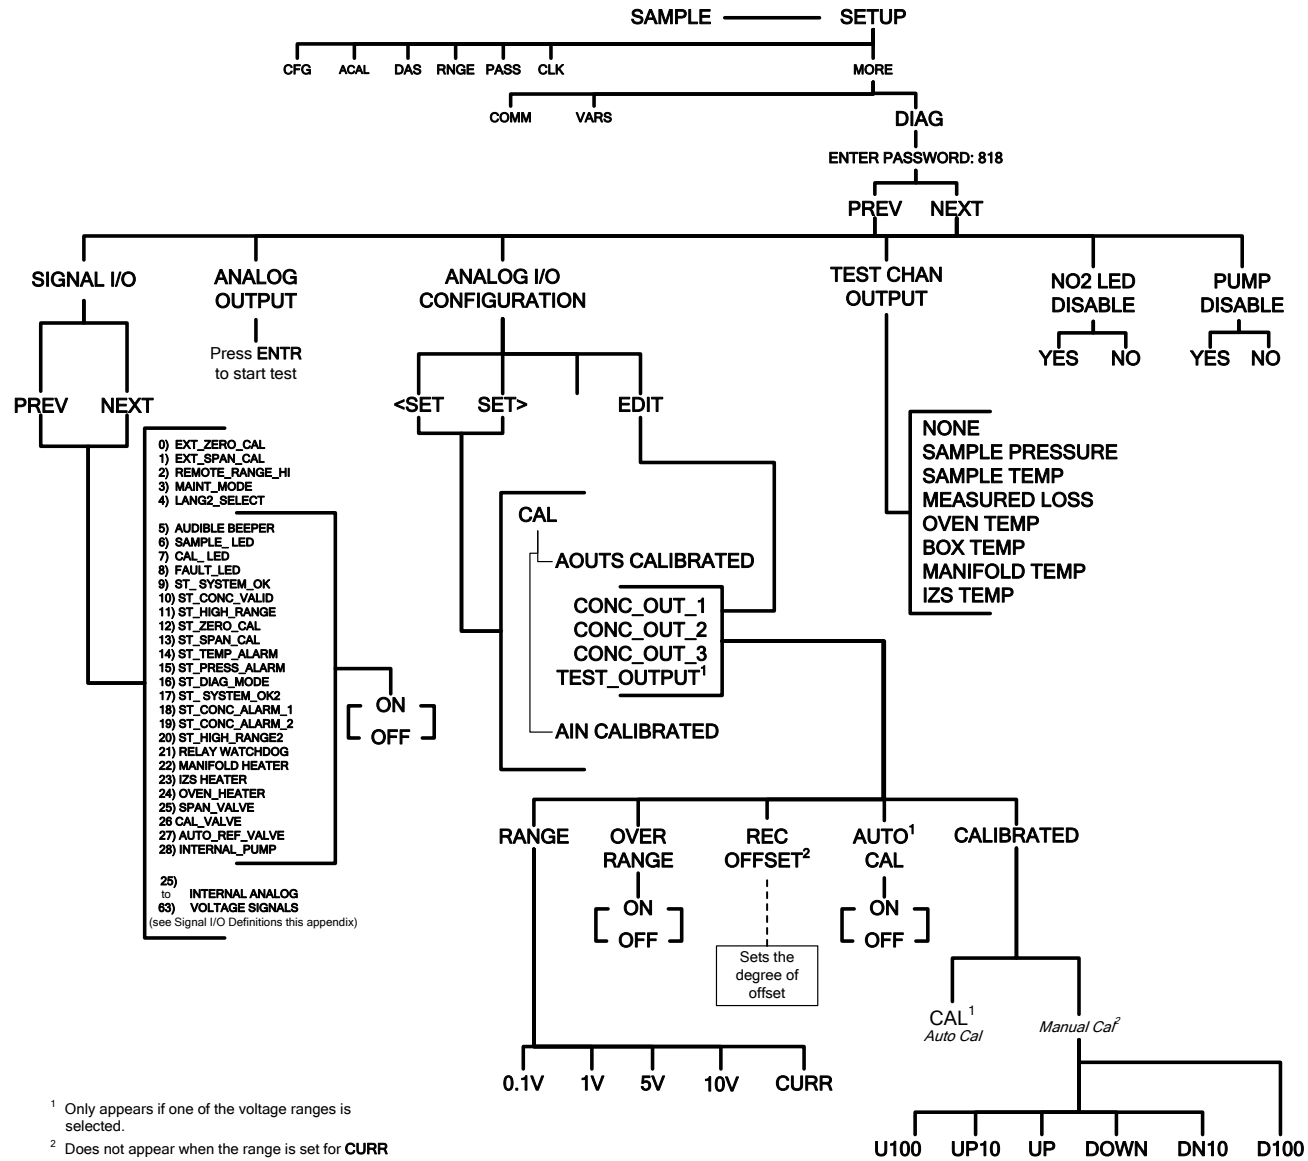 SAMPLE SETUP
CFG ACAL DAS RNGE PASS CLK MORE
COMM VARS
DIAG
ENTER PASSWORD: 818
PREV NEXT
SIGNAL I/O
PREV NEXT
0) EXT_ZERO_CAL
1) EXT_SPAN_CAL
2) REMOTE_RANGE_HI
3) MAINT_MODE
4) LANG2_SELECT
5) AUDIBLE BEEPER
6) SAMPLE_ LED
7) CAL_ LED
8) FAULT_LED
9) ST_ SYSTEM_OK
10) ST_CONC_VALID
11) ST_HIGH_RANGE
12) ST_ZERO_CAL
13) ST_SPAN_CAL
14) ST_TEMP_ALARM
15) ST_PRESS_ALARM
16) ST_DIAG_MODE
17) ST_ SYSTEM_OK2
18) ST_CONC_ALARM_1
19) ST_CONC_ALARM_2
20) ST_HIGH_RANGE2
21) RELAY WATCHDOG
22) MANIFOLD HEATER
23) IZS HEATER
24) OVEN_HEATER
25) SPAN_VALVE
26 CAL_VALVE
27) AUTO_REF_VALVE
28) INTERNAL_PUMP
25)
to INTERNAL ANALOG
63) VOLTAGE SIGNALS
(see Signal I/O Definitions this appendix)
ON
OFF
ANALOG
OUTPUT
Press ENTR
to start test
ANALOG I/O
CONFIGURATION
<SET SET> EDIT
CAL
AOUTS CALIBRATED
CONC_OUT_1
CONC_OUT_2
CONC_OUT_3
TEST_OUTPUT1
AIN CALIBRATED
TEST CHAN
OUTPUT
NONE
SAMPLE PRESSURE
SAMPLE TEMP
MEASURED LOSS
OVEN TEMP
BOX TEMP
MANIFOLD TEMP
IZS TEMP
NO2 LED
DISABLE
YES NO
PUMP
DISABLE
YES NO
RANGE
0.1V 1V 5V 10V CURR
OVER
RANGE
ON
OFF
REC
OFFSET2
Sets the
degree of
offset
AUTO1
CAL
ON
OFF
CALIBRATED
CAL1
Auto Cal
Manual Cal2
U100 UP10 UP DOWN DN10 D100
1 Only appears if one of the voltage ranges is
selected.
2 Does not appear when the range is set for CURR